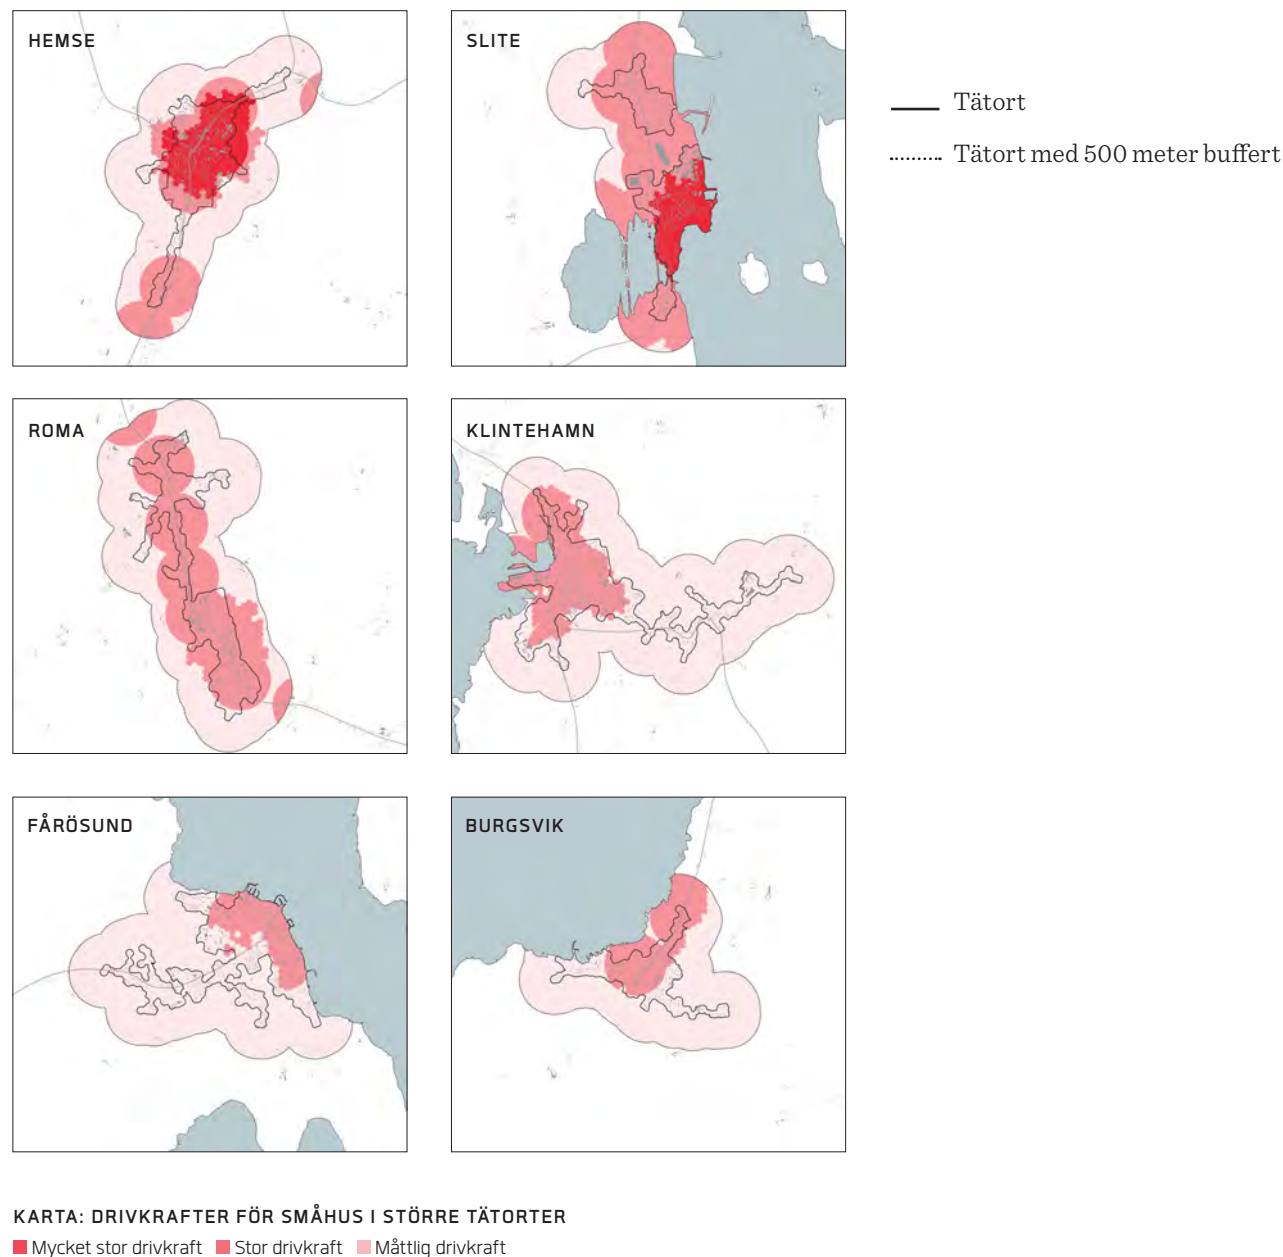 HEMSE
SLITE
Tätort
Tätort med 500 meter buffert
ROMA
KLINTEHAMN
FÅRÖSUND
BURGSVIK
KARTA: DRIVKRAFTER FÖR SMÅHUS I STÖRRE TÄTORTER
Mycket stor drivkraft Stor drivkraft Måttlig drivkraft